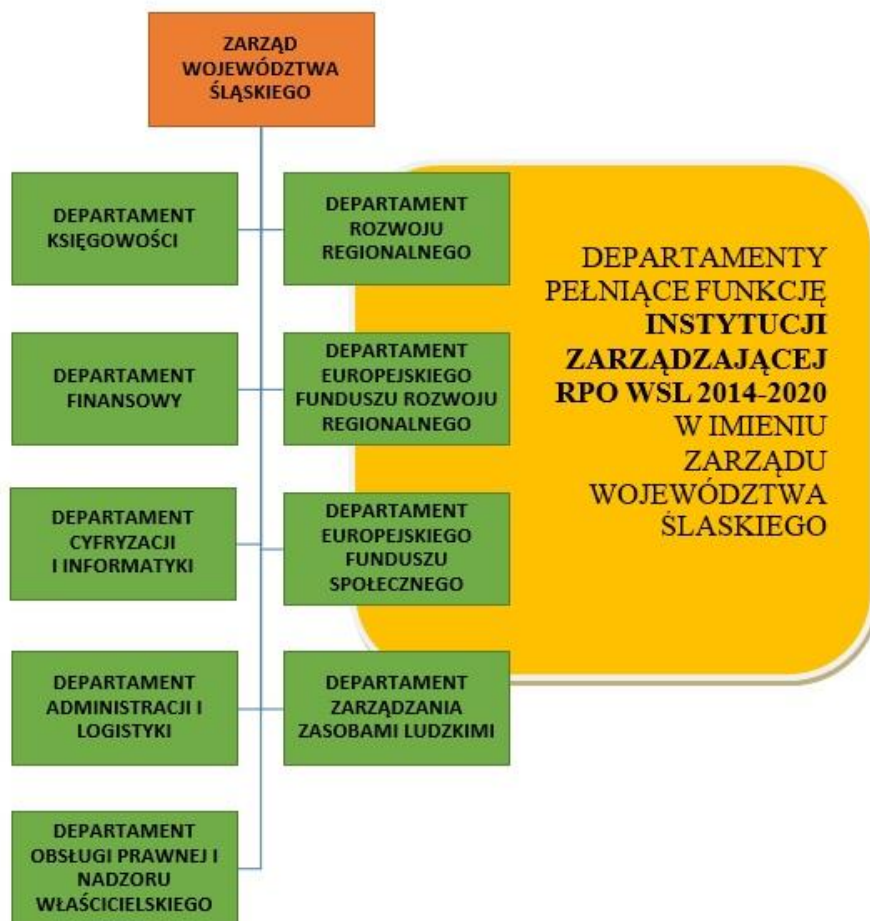 ZARZĄD
WOJEWÓDZTWA
ŚLĄSKIEGO
DEPARTAMENT
KSIĘGOWOŚCI
DEPARTAMENT
ROZWOJU
REGIONALNEGO
DEPARTAMENT
FINANSOWY
DEPARTAMENT
EUROPEJSKIEGO
FUNDUSZU ROZWOJU
REGIONALNEGO
DEPARTAMENT
CYFRYZACJI
I INFORMATYKI
DEPARTAMENT
EUROPEJSKIEGO
FUNDUSZU
SPOŁECZNEGO
DEPARTAMENT
ADMINISTRACJI I
LOGISTYKI
DEPARTAMENT
ZARZĄDZANIA
ZASOBAMI LUDZKIMI
DEPARTAMENT
OBSŁUGI PRAWNEJ I
NADZORU
WŁAŚCICIELSKIEGO
DEPARTAMENTY
PEŁNIĄCE FUNKCJĘ
INSTYTUCJI
ZARZĄDZAJĄCEJ
RPO WSL 2014-2020
W IMIENIU
ZARZĄDU
WOJEWÓDZTWA
ŚLASKIEGO